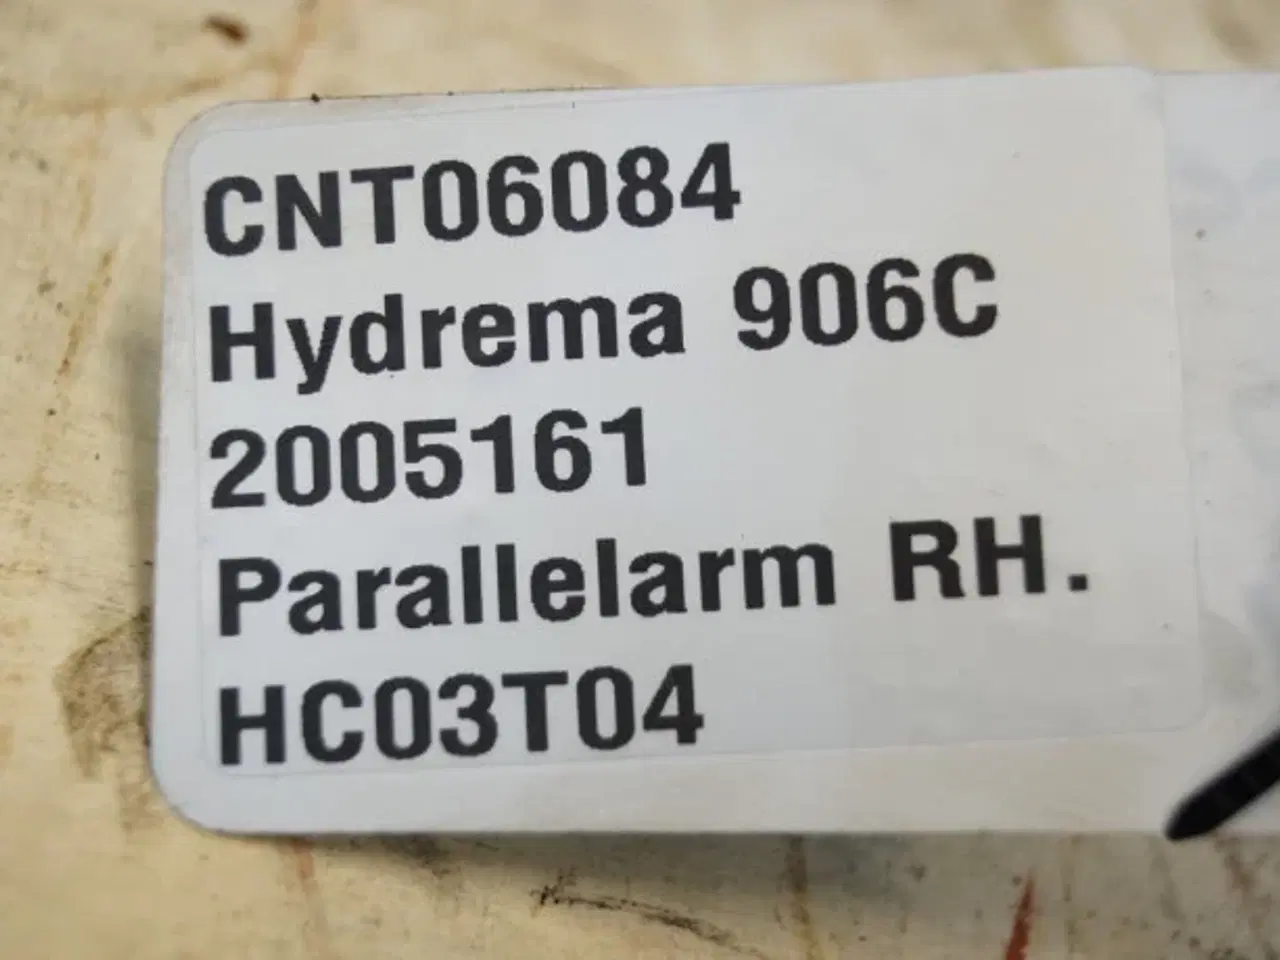 CNT06084
Hydrema 906C
2005161
Parallelarm RH.
HC03T04